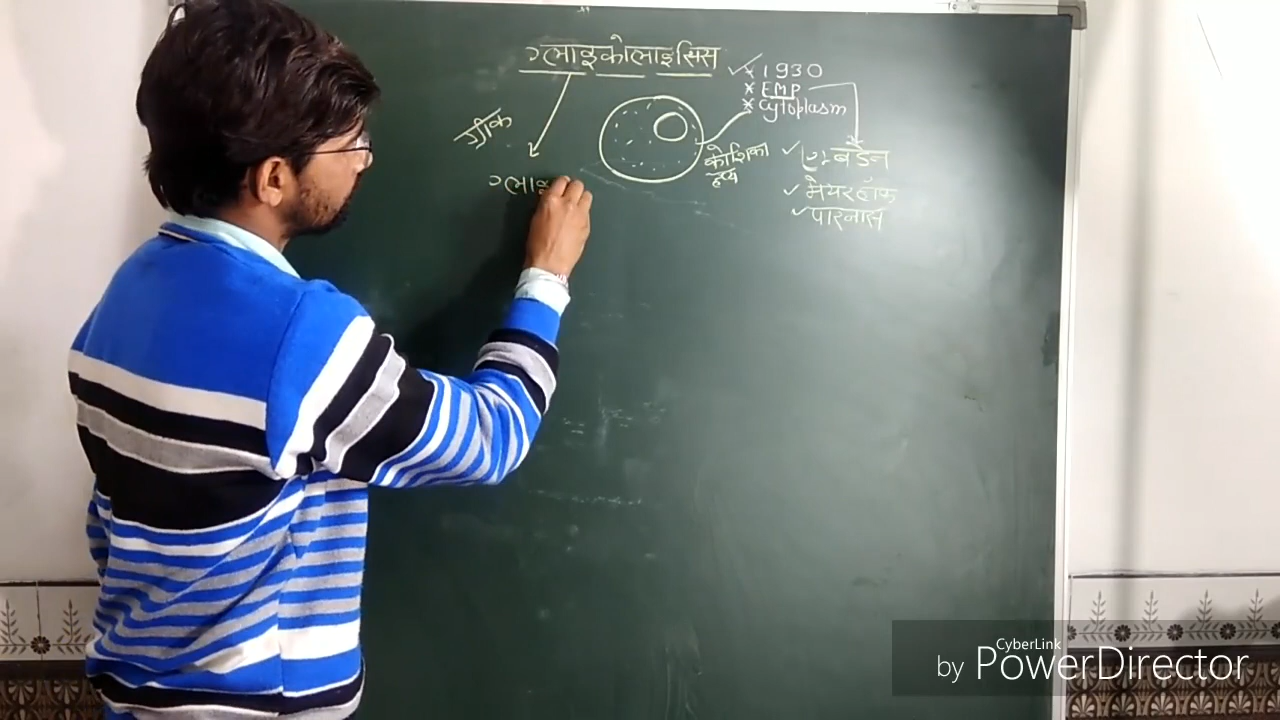 ग्लाइकोलाइसिस
1930
EMP
Cytoplasm
ग्रीक
कोशिका
द्रव्य
एम्बडेन
मेयरहॉफ
पारनास
ग्लाइ
CyberLink
by PowerDirector